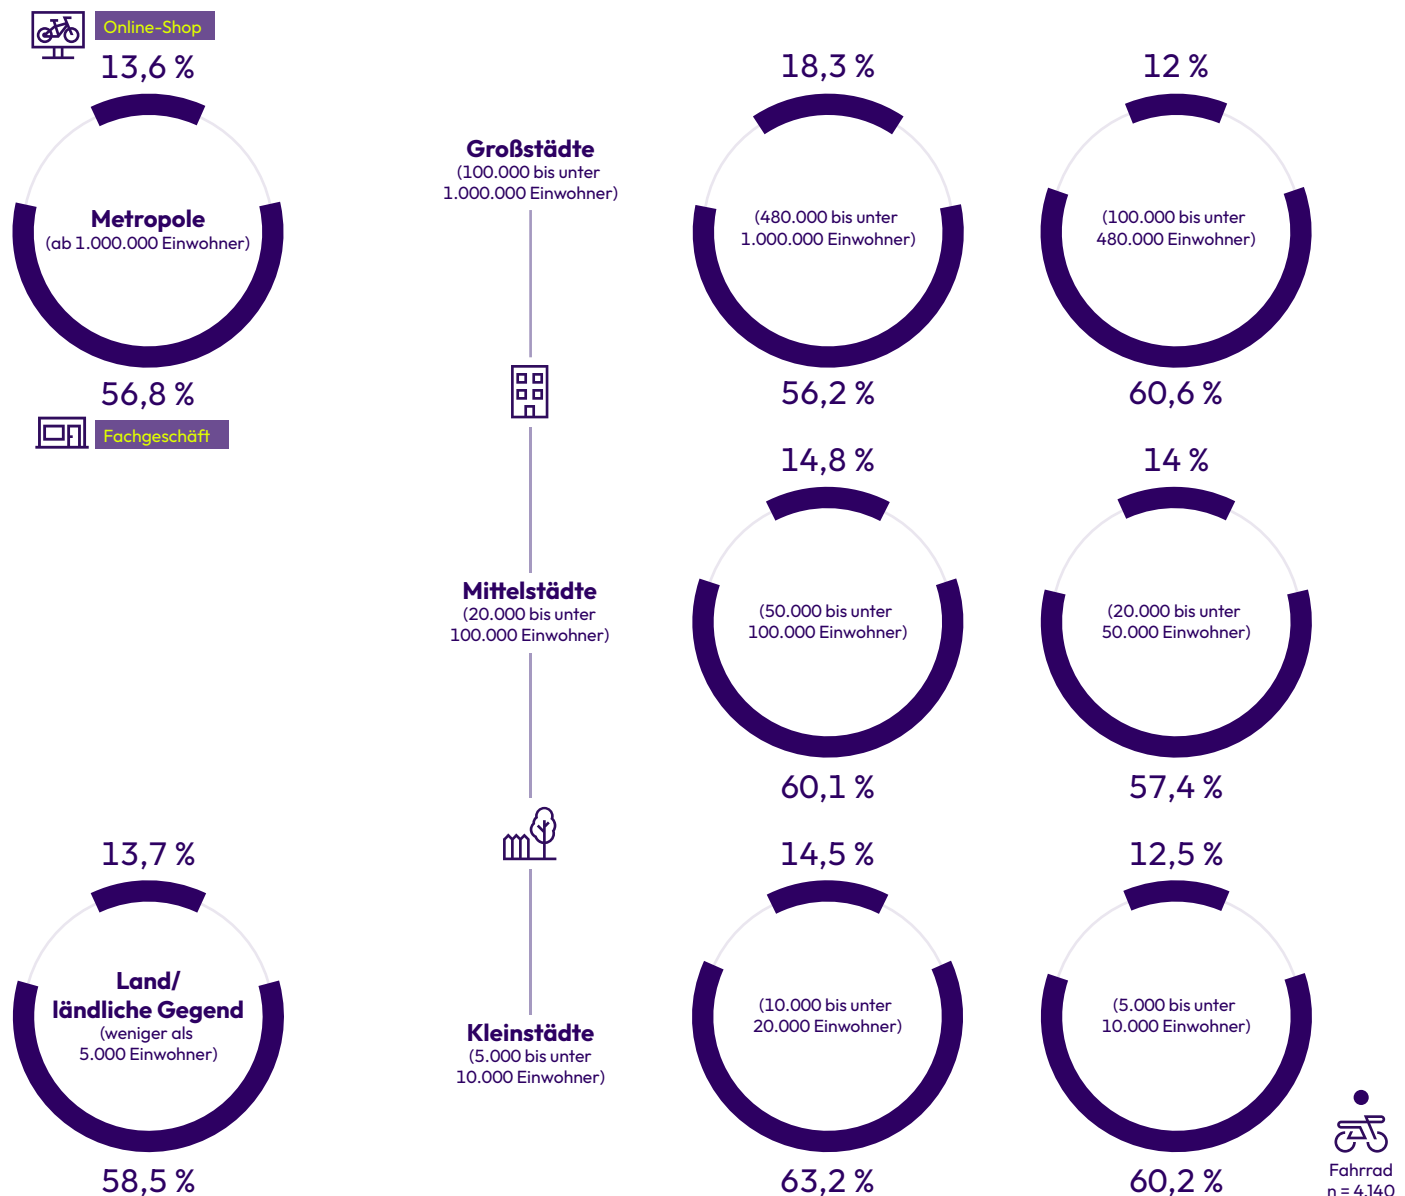 Online-Shop
13,6 %
Metropole
(ab 1.000.000 Einwohner)
56,8 %
Fachgeschäft
Großstädte
(100.000 bis unter
1.000.000 Einwohner)
18,3 %
(480.000 bis unter
1.000.000 Einwohner)
56,2 %
12 %
(100.000 bis unter
480.000 Einwohner)
60,6 %
Mittelstädte
(20.000 bis unter
100.000 Einwohner)
14,8 %
(50.000 bis unter
100.000 Einwohner)
60,1 %
14 %
(20.000 bis unter
50.000 Einwohner)
57,4 %
13,7 %
Land/
ländliche Gegend
(weniger als
5.000 Einwohner)
58,5 %
Kleinstädte
(5.000 bis unter
10.000 Einwohner)
14,5 %
(10.000 bis unter
20.000 Einwohner)
63,2 %
12,5 %
(5.000 bis unter
10.000 Einwohner)
60,2 %
Fahrrad
n = 4.140